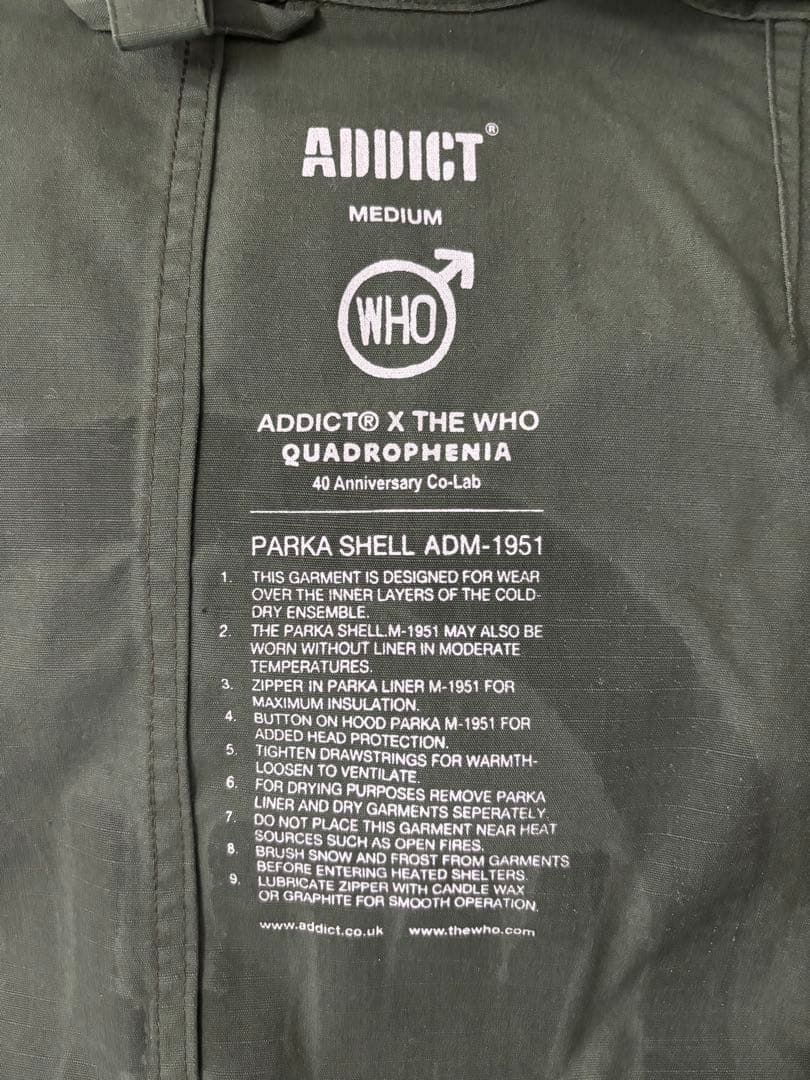 ADDICT®
MEDIUM
WHO
ADDICT® X THE WHO
QUADROPHENIA
40 Anniversary Co-Lab
PARKA SHELL ADM-1951
1. THIS GARMENT IS DESIGNED FOR WEAR
OVER THE INNER LAYERS OF THE COLD-
DRY ENSEMBLE.
2. THE PARKA SHELL.M-1951 MAY ALSO BE
WORN WITHOUT LINER IN MODERATE
TEMPERATURES.
3. ZIPPER IN PARKA LINER M-1951 FOR
MAXIMUM INSULATION.
4. BUTTON ON HOOD PARKA M-1951 FOR
ADDED HEAD PROTECTION.
5. TIGHTEN DRAWSTRINGS FOR WARMTH-
LOOSEN TO VENTILATE.
6. FOR DRYING PURPOSES REMOVE PARKA
LINER AND DRY GARMENTS SEPERATELY.
7. DO NOT PLACE THIS GARMENT NEAR HEAT
SOURCES SUCH AS OPEN FIRES.
8. BRUSH SNOW AND FROST FROM GARMENTS
BEFORE ENTERING HEATED SHELTERS.
9. LUBRICATE ZIPPER WITH CANDLE WAX
OR GRAPHITE FOR SMOOTH OPERATION.
www.addict.co.uk www.thewho.com